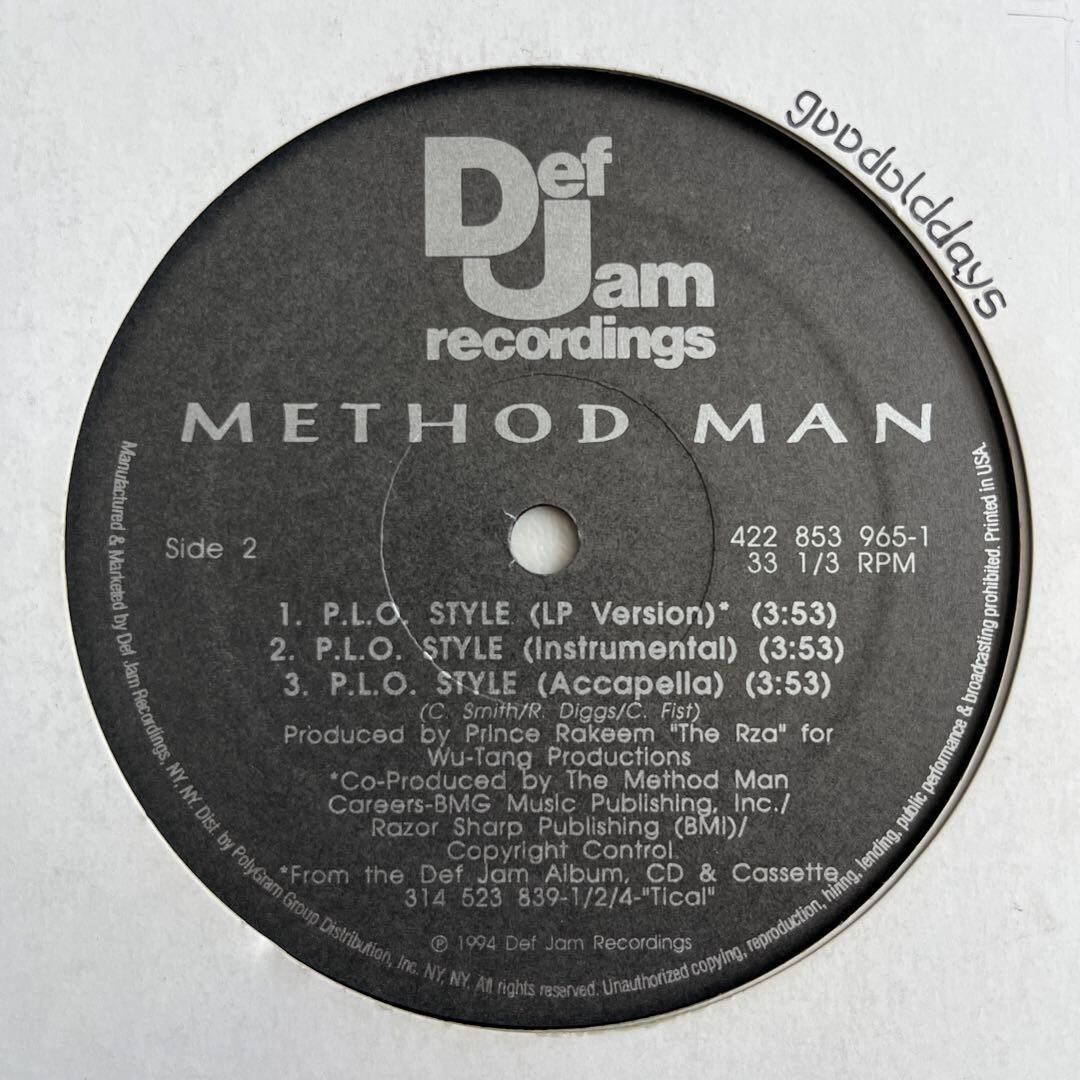 goodolddays
Def
Jam
recordings
METHOD MAN
Side 2
422 853 965-1
33 1/3 RPM
1. P.L.O. STYLE (LP Version)* (3:53)
2. P.L.O. STYLE (Instrumental) (3:53)
3. P.L.O. STYLE (Accapella) (3:53)
(C. Smith/R. Diggs/C. Fist)
Produced by Prince Rakeem "The Rza" for
Wu-Tang Productions
*Co-Produced by The Method Man
Careers-BMG Music Publishing, Inc./
Razor Sharp Publishing (BMI)/
Copyright Control
*From the Def Jam Album, CD & Cassette
314 523 839-1/2/4-"Tical"
℗ 1994 Def Jam Recordings
Manufactured & Marketed by Def Jam Recordings, NY, NY. Dist. by PolyGram Group Distribution, Inc. NY, NY. All rights reserved. Unauthorized copying, reproduction, hiring, lending, public performance & broadcasting prohibited. Printed in USA.